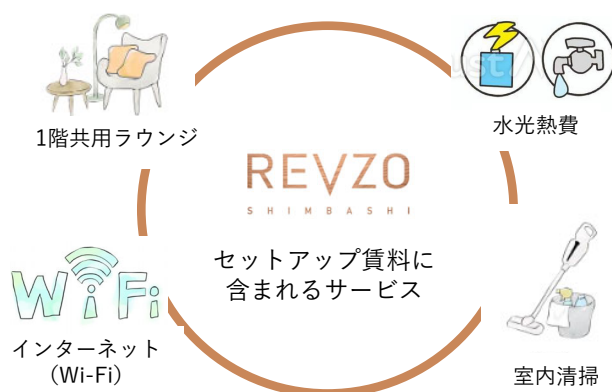 1階共用ラウンジ
水光熱費
REVZO
SHIMBASHI
セットアップ賃料に
含まれるサービス
WiFi
インターネット
（Wi-Fi）
室内清掃